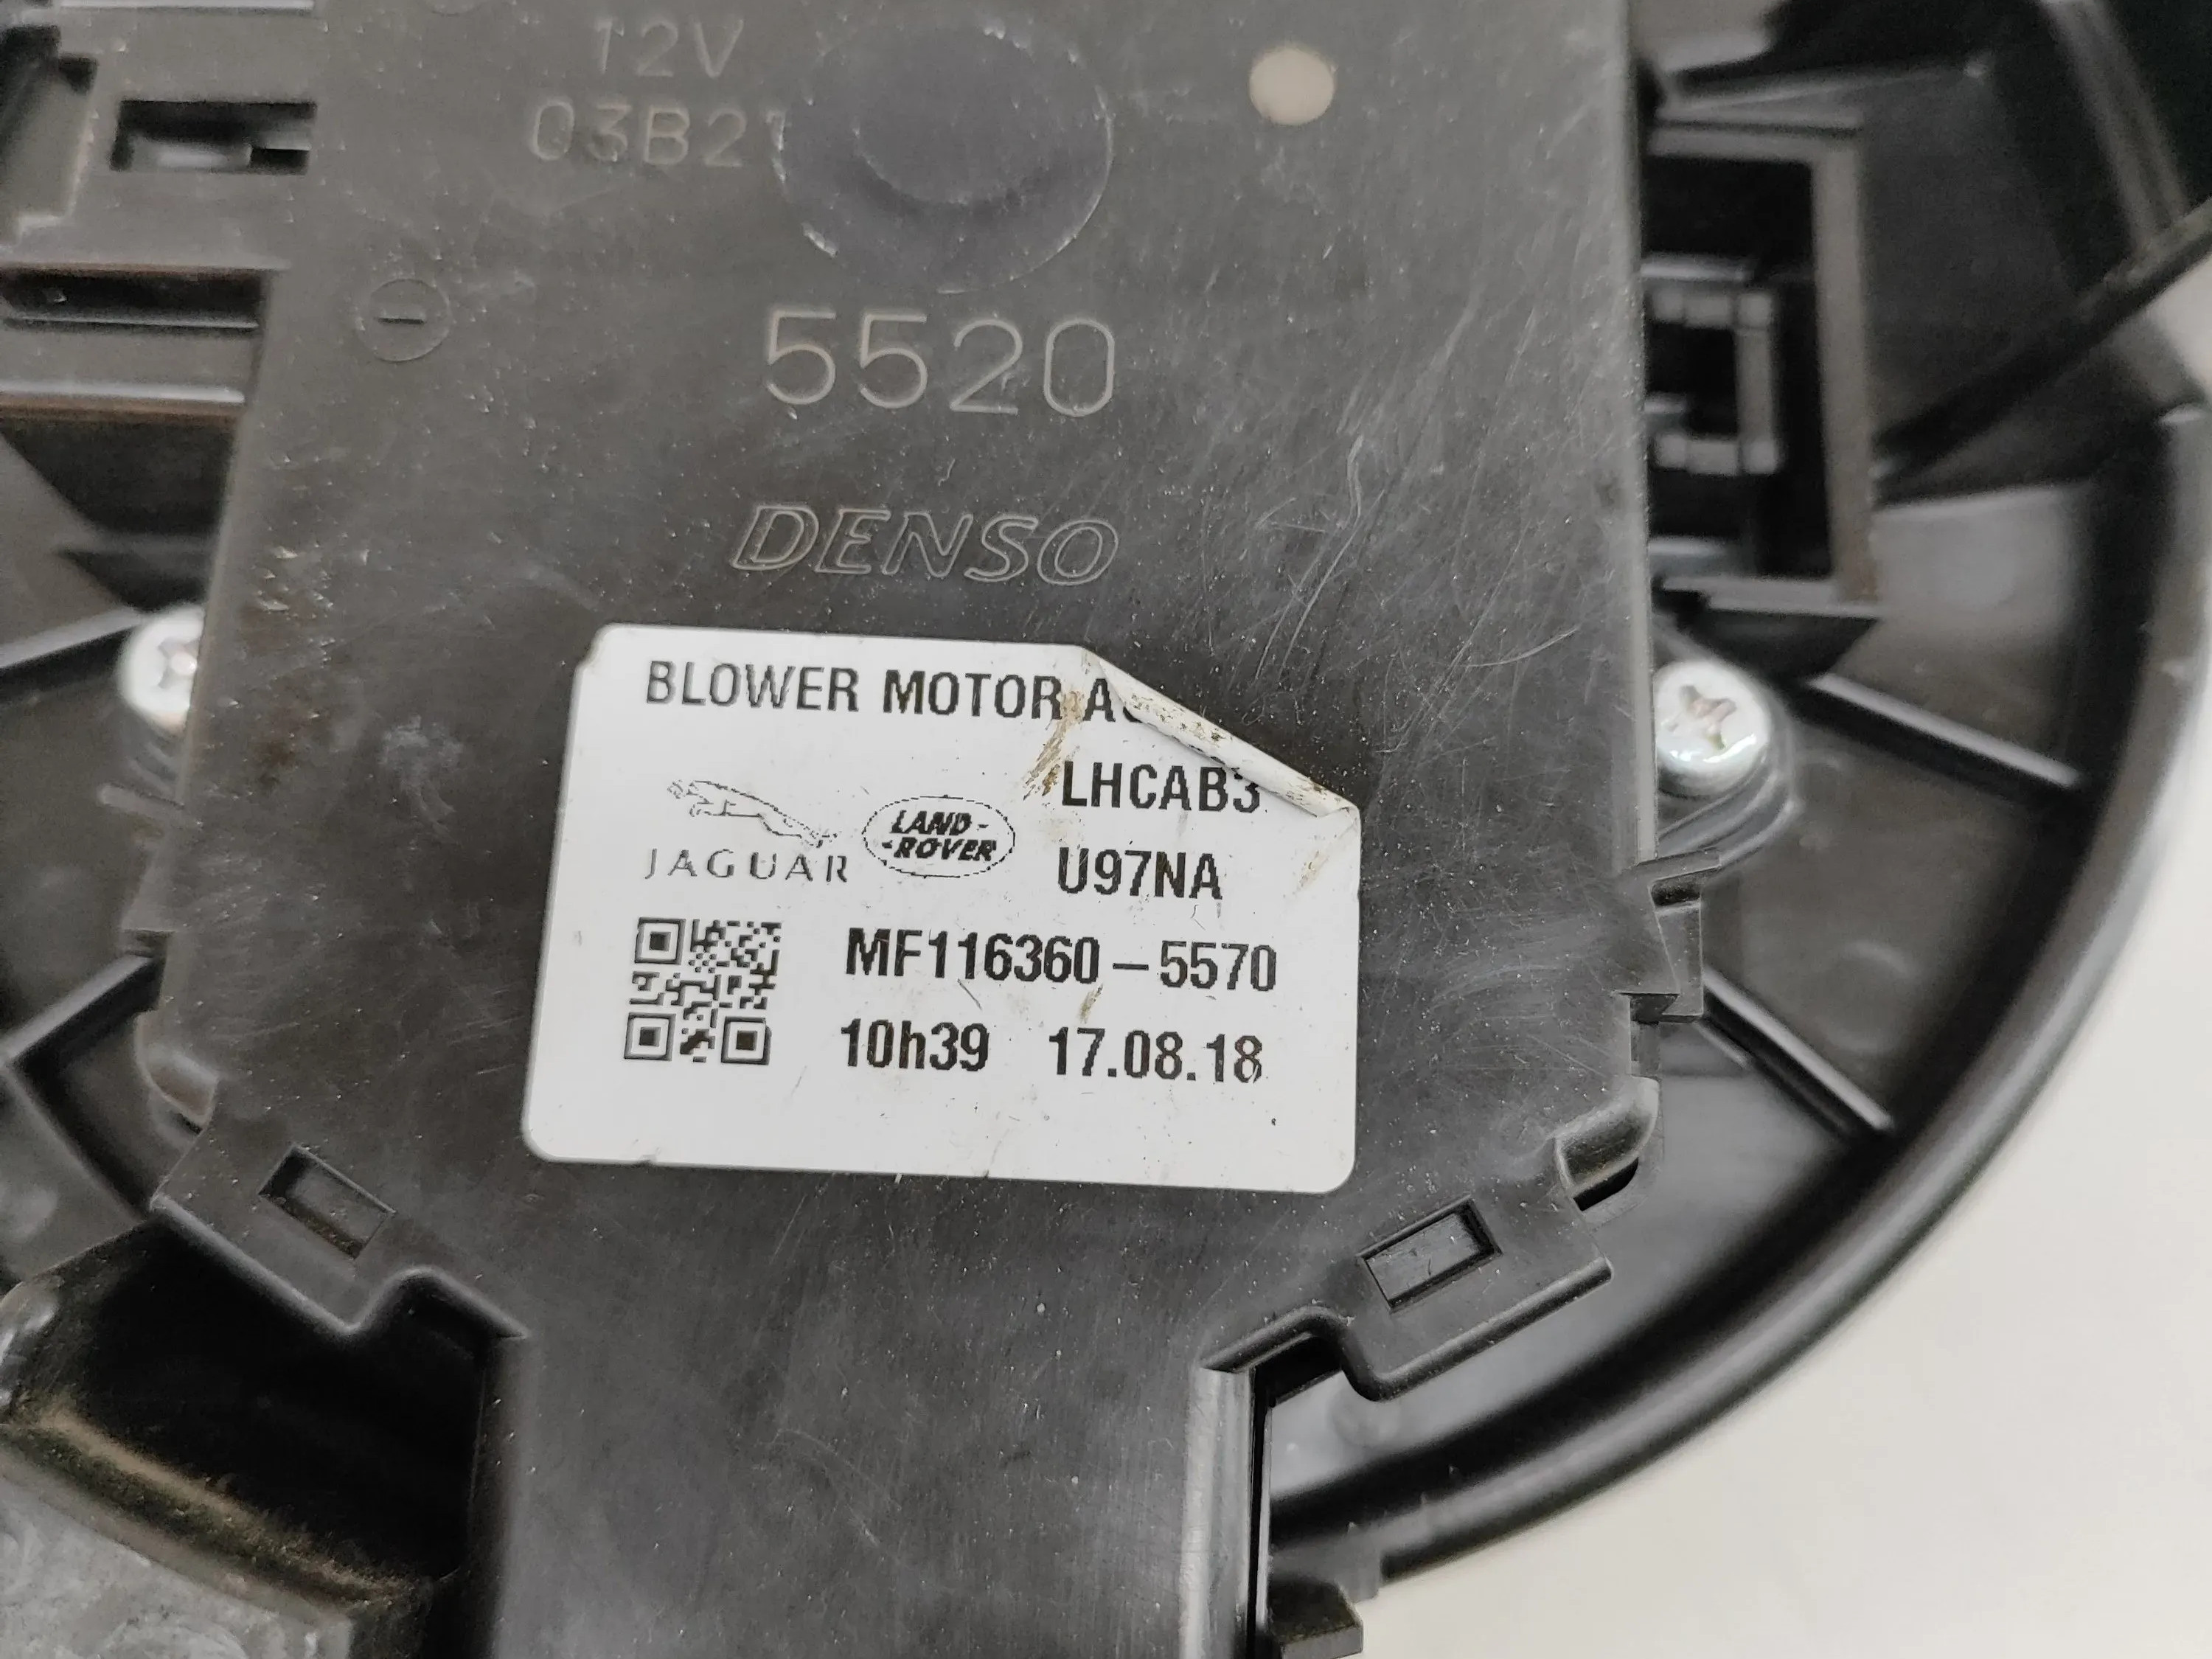 12V
03B21
5520
DENSO
BLOWER MOTOR
LHCAB3
JAGUAR
LAND-
-ROVER
U97NA
MF116360-5570
10h39 17.08.18